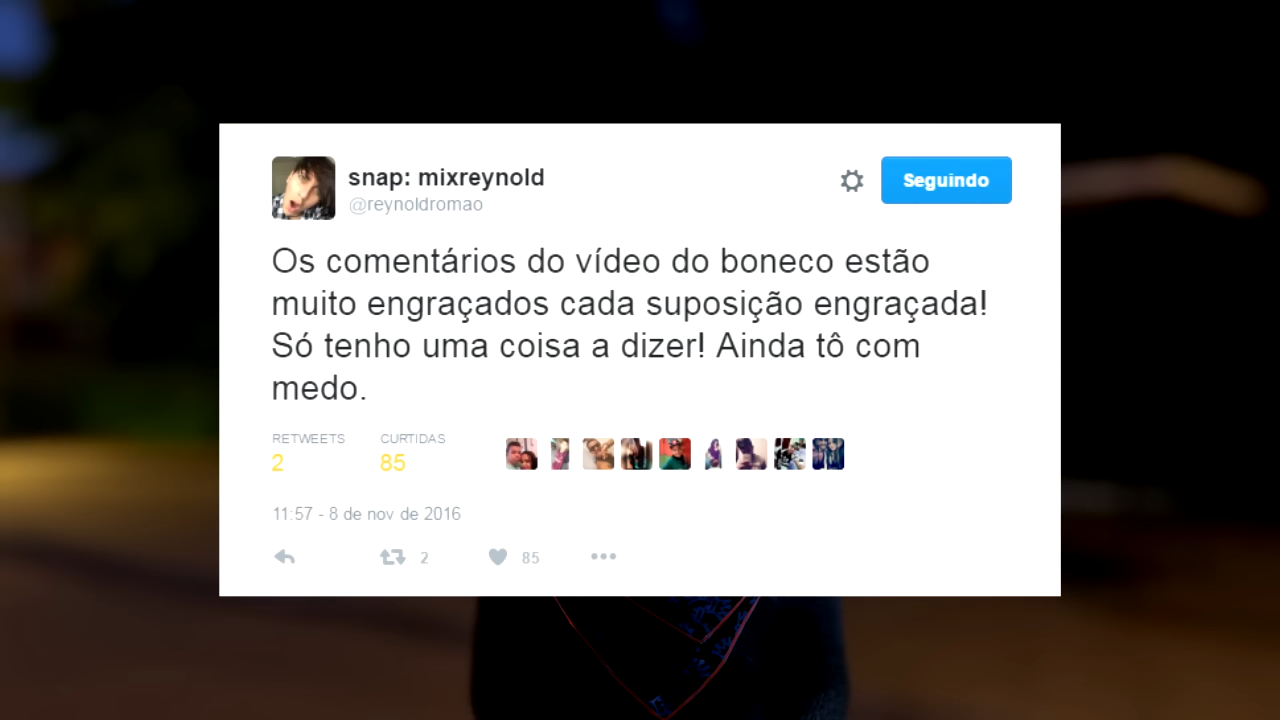 snap: mixreynold
@reynoldromao
Seguindo
Os comentários do vídeo do boneco estão
muito engraçados cada suposição engraçada!
Só tenho uma coisa a dizer! Ainda tô com
medo.
RETWEETS CURTIDAS
2 85
11:57 - 8 de nov de 2016
2 85